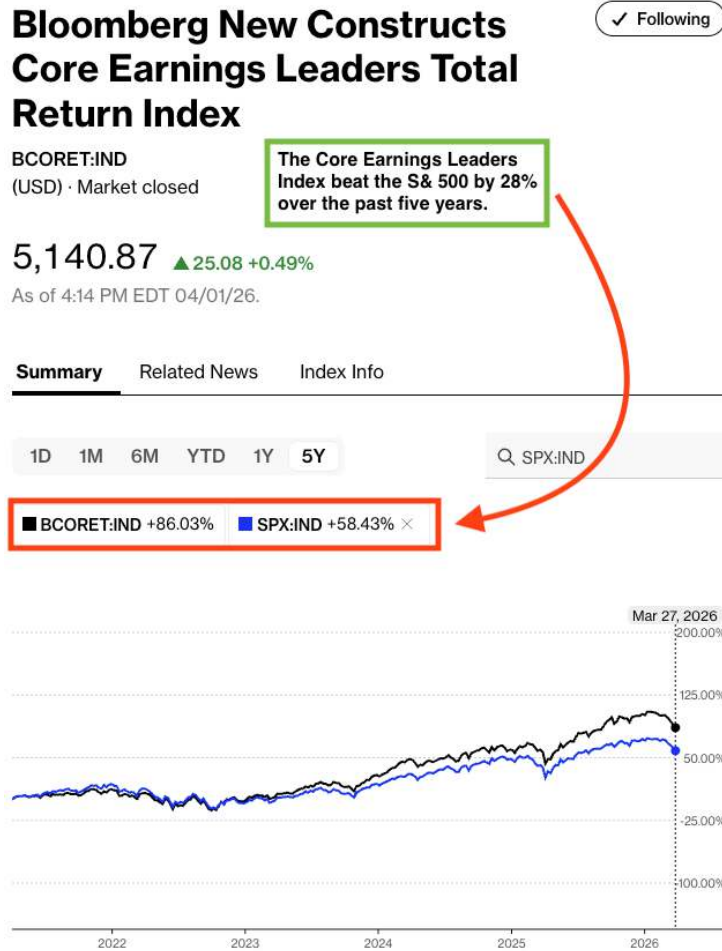 Bloomberg New Constructs
Following
Core Earnings Leaders Total
Return Index
BCORET:IND
(USD) · Market closed
The Core Earnings Leaders
Index beat the S& 500 by 28%
over the past five years.
5,140.87 ▲25.08 +0.49%
As of 4:14 PM EDT 04/01/26.
Summary Related News Index Info
1D 1M 6M YTD 1Y 5Y
SPX:IND
BCORET:IND +86.03% SPX:IND +58.43% ×
Mar 27, 2026
200.00%
125.00%
50.00%
-25.00%
-100.00%
2022 2023 2024 2025 2026